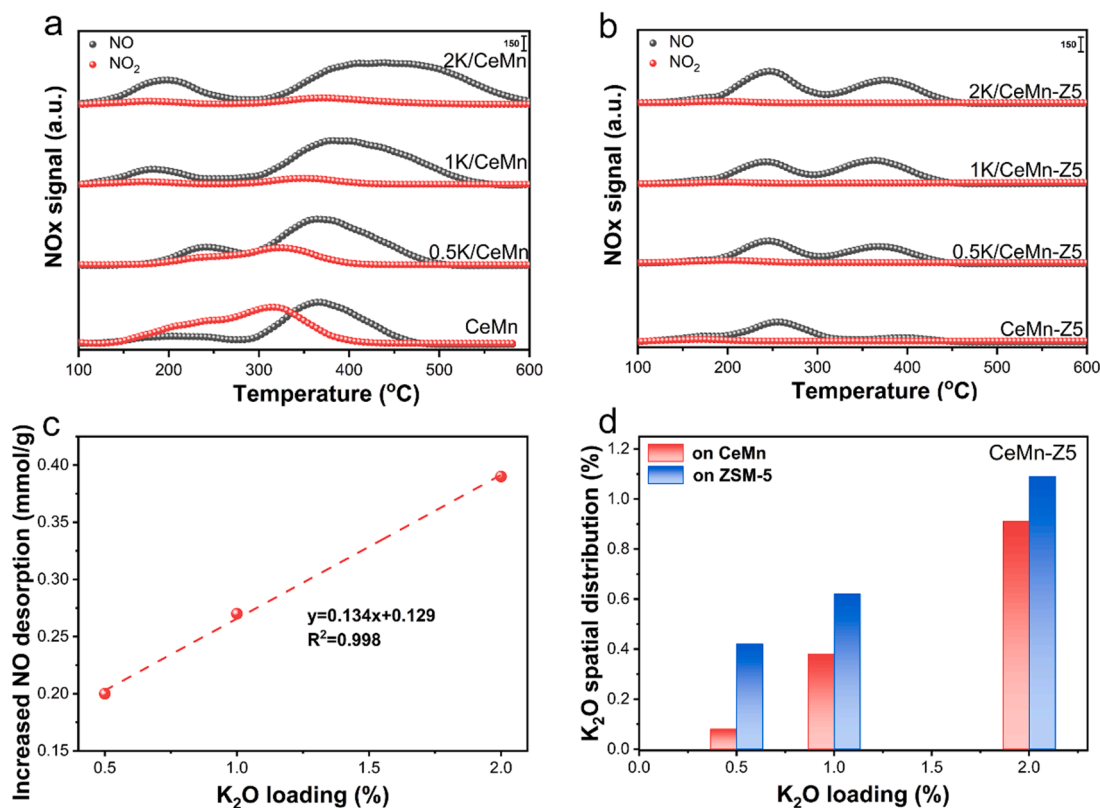 a
NO
NO₂
150
2K/CeMn
1K/CeMn
0.5K/CeMn
CeMn
NOx signal (a.u.)
100 200 300 400 500 600
Temperature (°C)
b
NO
NO₂
150
2K/CeMn-Z5
1K/CeMn-Z5
0.5K/CeMn-Z5
CeMn-Z5
NOx signal (a.u.)
100 200 300 400 500 600
Temperature (°C)
c
Increased NO desorption (mmol/g)
0.40
0.35
0.30
0.25
0.20
0.15
y=0.134x+0.129
R²=0.998
0.5 1.0 1.5 2.0
K₂O loading (%)
d
on CeMn
on ZSM-5
CeMn-Z5
K₂O spatial distribution (%)
1.2
1.0
0.8
0.6
0.4
0.2
0.0
0.0 0.5 1.0 1.5 2.0
K₂O loading (%)